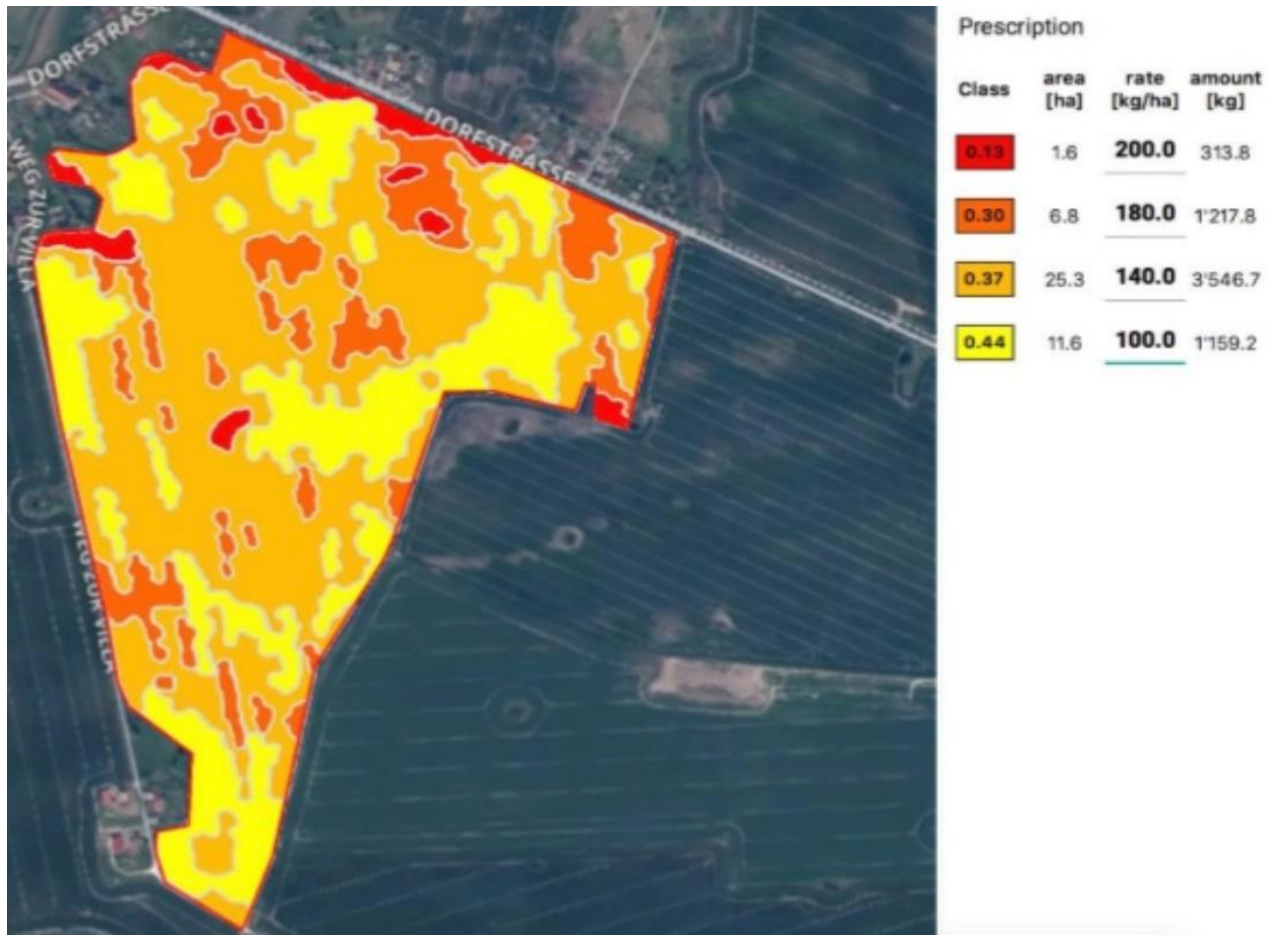 DORFSTRASSE
Prescription
Class area [ha] rate [kg/ha] amount [kg]
0.13 1.6 200.0 313.8
0.30 6.8 180.0 1'217.8
0.37 25.3 140.0 3'546.7
0.44 11.6 100.0 1'159.2
DORFSTRASSE
WEG ZUR VILLA
WEG ZUR VILLA